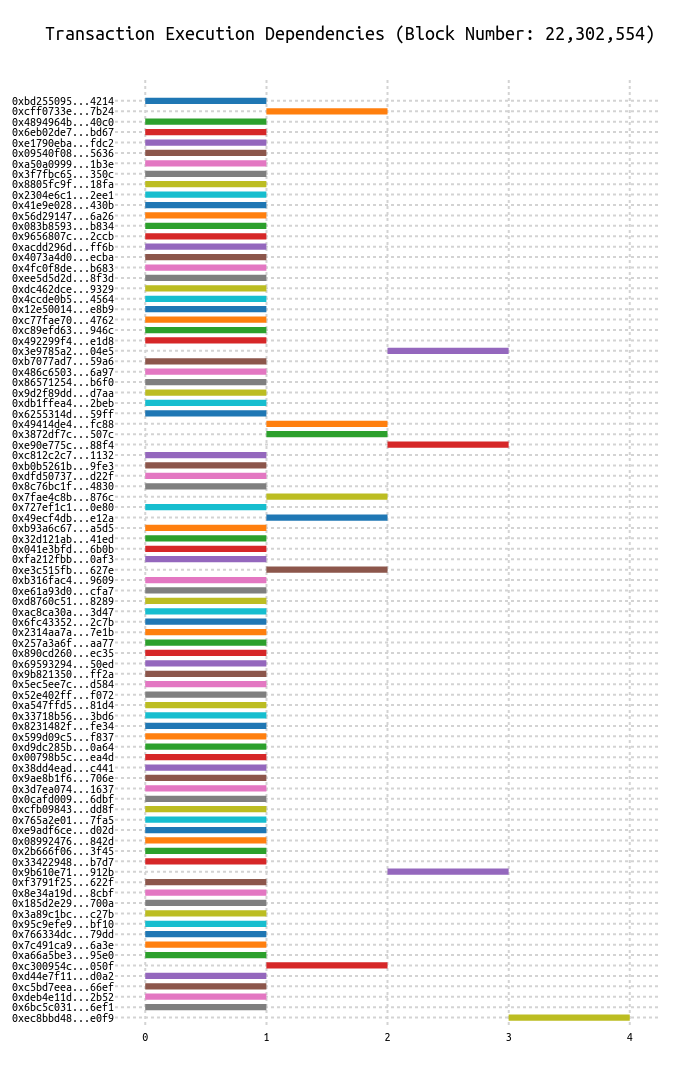 Transaction Execution Dependencies (Block Number: 22,302,554)
0xbd255095...4214
0xcff0733e...7b24
0x4894964b...40c0
0x6eb02de7...bd67
0xe1790eba...fdc2
0x09540f08...5636
0xa50a0999...1b3e
0x3f7fbc65...350c
0x8805fc9f...18fa
0x2304e6c1...2ee1
0x41e9e028...430b
0x56d29147...6a26
0x083b8593...b834
0x9656807c...2ccb
0xacdd296d...ff6b
0x4073a4d0...ecba
0x4fc0f8de...b683
0xee5d5d2d...8f3d
0xdc462dce...9329
0x4ccde0b5...4564
0x12e50014...e8b9
0xc77fae70...4762
0xc89efd63...946c
0x492299f4...e1d8
0x3e9785a2...04e5
0xb7077ad7...59a6
0x486c6503...6a97
0x86571254...b6f0
0x9d2f89dd...d7aa
0xdb1ffea4...2beb
0x6255314d...59ff
0x49414de4...fc88
0x3872df7c...507c
0xe90e775c...88f4
0xc812c2c7...1132
0xb0b5261b...9fe3
0xdfd50737...d22f
0x8c76bc1f...4830
0x7fae4c8b...876c
0x727ef1c1...0e80
0x49ecf4db...e12a
0xb93a6c67...a5d5
0x32d121ab...41ed
0x041e3bfd...6b0b
0xfa212fbb...0af3
0xe3c515fb...627e
0xb316fac4...9609
0xe61a93d0...cfa7
0xd8760c51...8289
0xac8ca30a...3d47
0x6fc43352...2c7b
0x2314aa7a...7e1b
0x257a3a6f...aa77
0x890cd260...ec35
0x69593294...50ed
0x9b821350...ff2a
0x5ec5ee7c...d584
0x52e402ff...f072
0xa547ffd5...81d4
0x33718b56...3bd6
0x8231482f...fe34
0x599d09c5...f837
0xd9dc285b...0a64
0x00798b5c...ea4d
0x38dd4ead...c441
0x9ae8b1f6...706e
0x3d7ea074...1637
0x0cafd009...6dbf
0xcfb09843...dd8f
0x765a2e01...7fa5
0xe9adf6ce...d02d
0x08992476...842d
0x2b666f06...3f45
0x33422948...b7d7
0x9b610e71...912b
0xf3791f25...622f
0x8e34a19d...8cbf
0x185d2e29...700a
0x3a89c1bc...c27b
0x95c9efe9...bf10
0x766334dc...79dd
0x7c491ca9...6a3e
0xa66a5be3...95e0
0xc300954c...050f
0xd44e7f11...d0a2
0xc5bd7eea...66ef
0xdeb4e11d...2b52
0x6bc5c031...6ef1
0xec8bbd48...e0f9
0 1 2 3 4